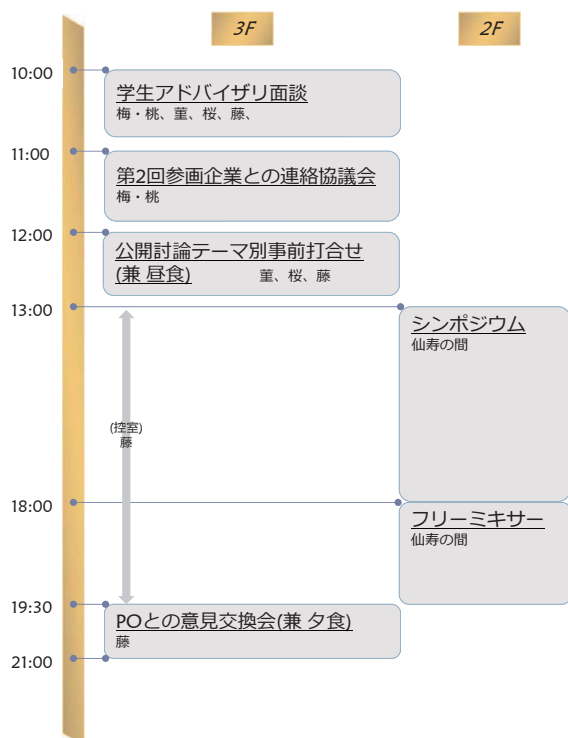 3F
2F
10:00
学生アドバイザリ面談
梅・桃、菫、桜、藤、
11:00
第2回参画企業との連絡協議会
梅・桃
12:00
公開討論テーマ別事前打合せ
(兼 昼食) 菫、桜、藤
13:00
シンポジウム
仙寿の間
(控室)
藤
18:00
フリーミキサー
仙寿の間
19:30
POとの意見交換会(兼 夕食)
藤
21:00